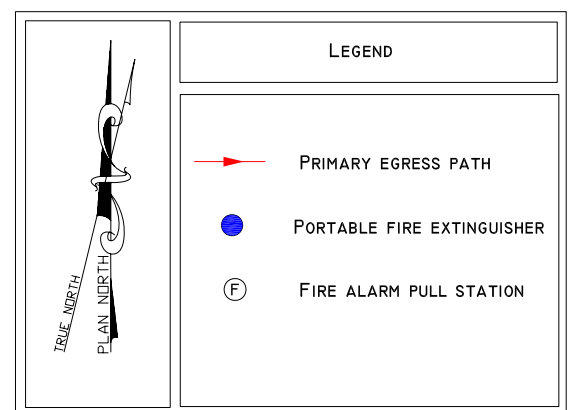 LEGEND
TRUE NORTH
PLAN NORTH
PRIMARY EGRESS PATH
PORTABLE FIRE EXTINGUISHER
F FIRE ALARM PULL STATION